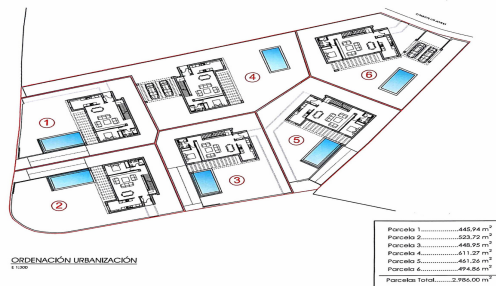 4
6
1
5
3
2
ORDENACIÓN URBANIZACIÓN
E 1/300
Parcela 1..................445,94 m²
Parcela 2..................523,72 m²
Parcela 3..................448,95 m²
Parcela 4..................611,27 m²
Parcela 5..................461,26 m²
Parcela 6..................494,86 m²
Parcelas Total.......2.986,00 m²